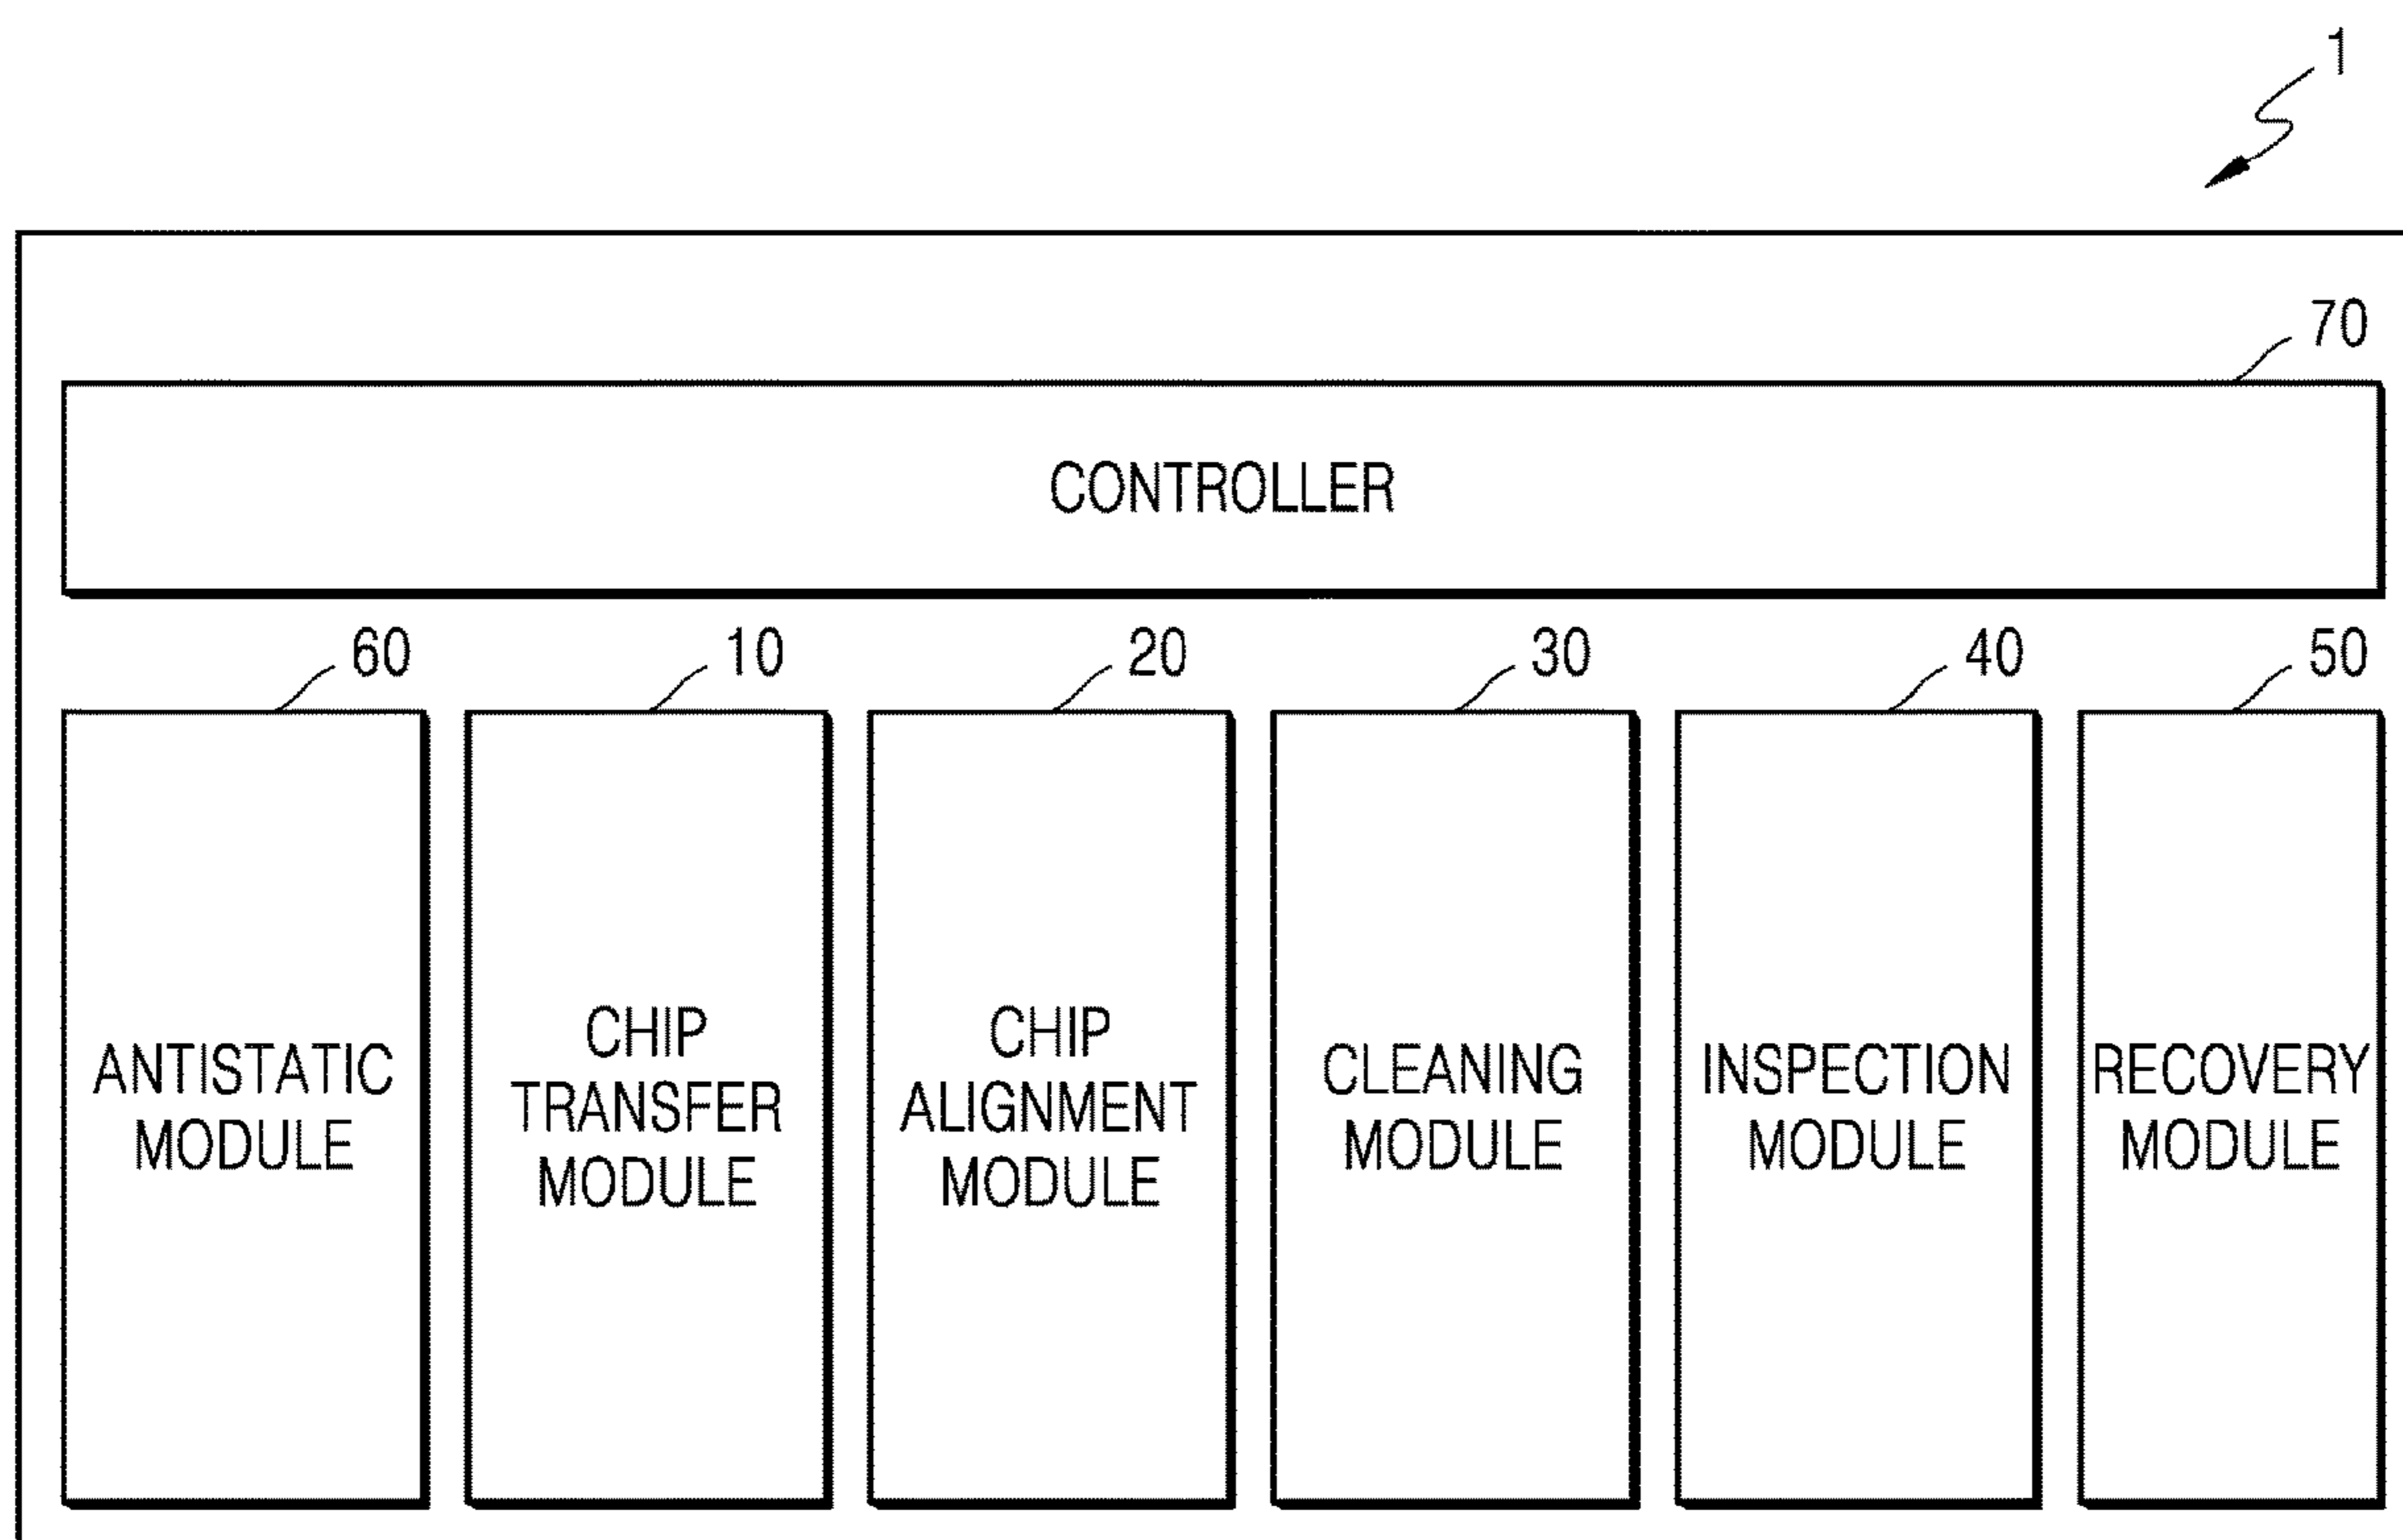 1
70
CONTROLLER
60
10
20
30
40
50
ANTISTATIC
MODULE
CHIP
TRANSFER
MODULE
CHIP
ALIGNMENT
MODULE
CLEANING
MODULE
INSPECTION
MODULE
RECOVERY
MODULE